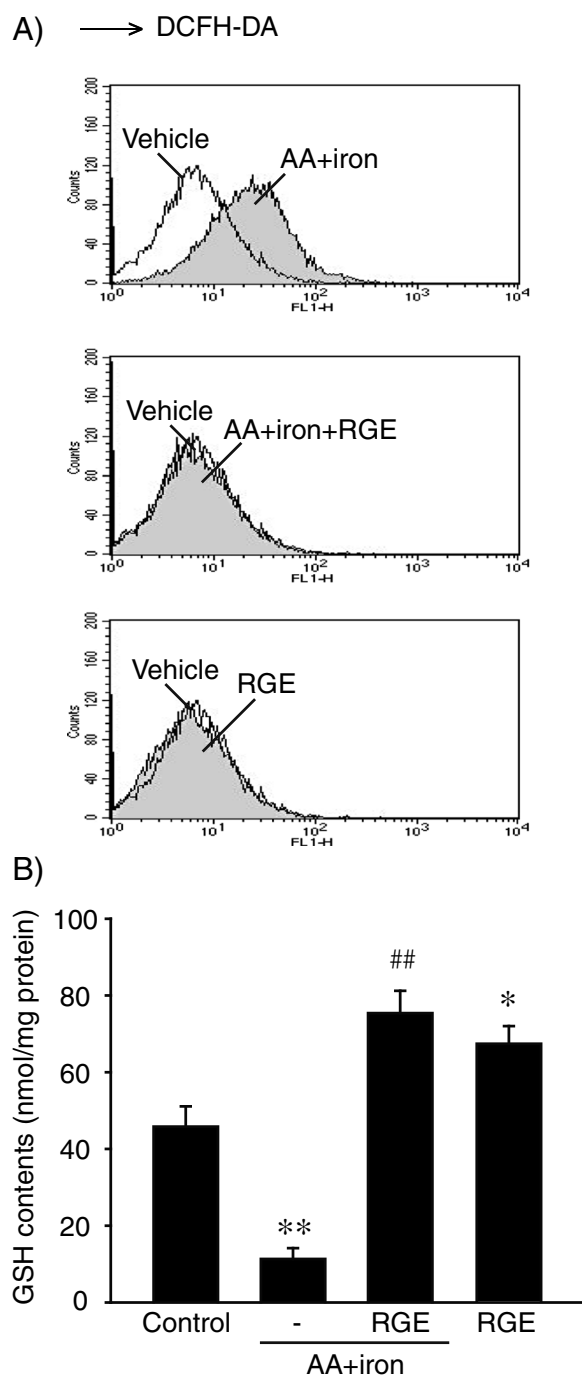 A) → DCFH-DA
200
160
120
80
40
0
Counts
Vehicle
AA+iron
10⁰ 10¹ 10² 10³ 10⁴
FL1-H
200
160
120
80
40
0
Counts
Vehicle
AA+iron+RGE
10⁰ 10¹ 10² 10³ 10⁴
FL1-H
200
160
120
80
40
0
Counts
Vehicle
RGE
10⁰ 10¹ 10² 10³ 10⁴
FL1-H
B)
GSH contents (nmol/mg protein)
100
80
60
40
20
0
**
##
*
Control - RGE RGE
AA+iron